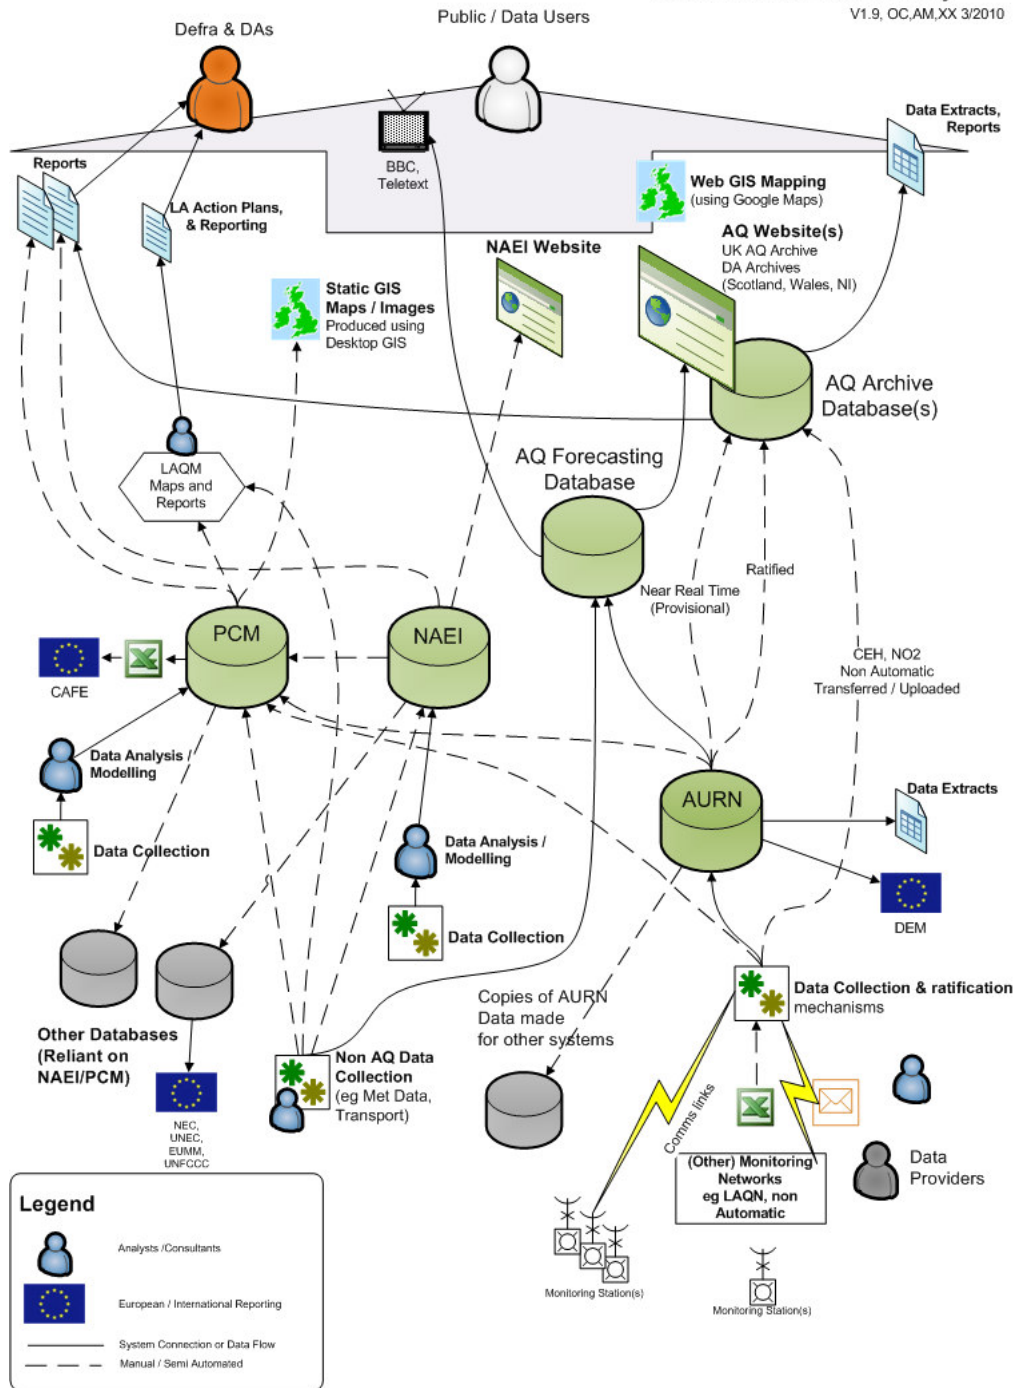 V1.9, OC,AM,XX 3/2010
Public / Data Users
Defra & DAs
Data Extracts,
Reports
BBC,
Teletext
Reports
LA Action Plans,
& Reporting
Web GIS Mapping
(using Google Maps)
AQ Website(s)
UK AQ Archive
DA Archives
(Scotland, Wales, NI)
NAEI Website
Static GIS
Maps / Images
Produced using
Desktop GIS
AQ Archive
Database(s)
AQ Forecasting
Database
LAQM
Maps and
Reports
Near Real Time
(Provisional)
Ratified
PCM
NAEI
CAFE
CEH, NO2
Non Automatic
Transferred / Uploaded
Data Analysis /
Modelling
Data Collection
Data Analysis /
Modelling
Data Collection
AURN
Data Extracts
DEM
Other Databases
(Reliant on
NAEI/PCM)
NEC,
UNEC,
EUMM,
UNFCCC
Non AQ Data
Collection
(eg Met Data,
Transport)
Copies of AURN
Data made
for other systems
Data Collection & ratification
mechanisms
Comms links
(Other) Monitoring
Networks
eg LAQN, non
Automatic
Data
Providers
Monitoring Station(s)
Monitoring Station(s)
Legend
Analysts /Consultants
European / International Reporting
System Connection or Data Flow
Manual / Semi Automated